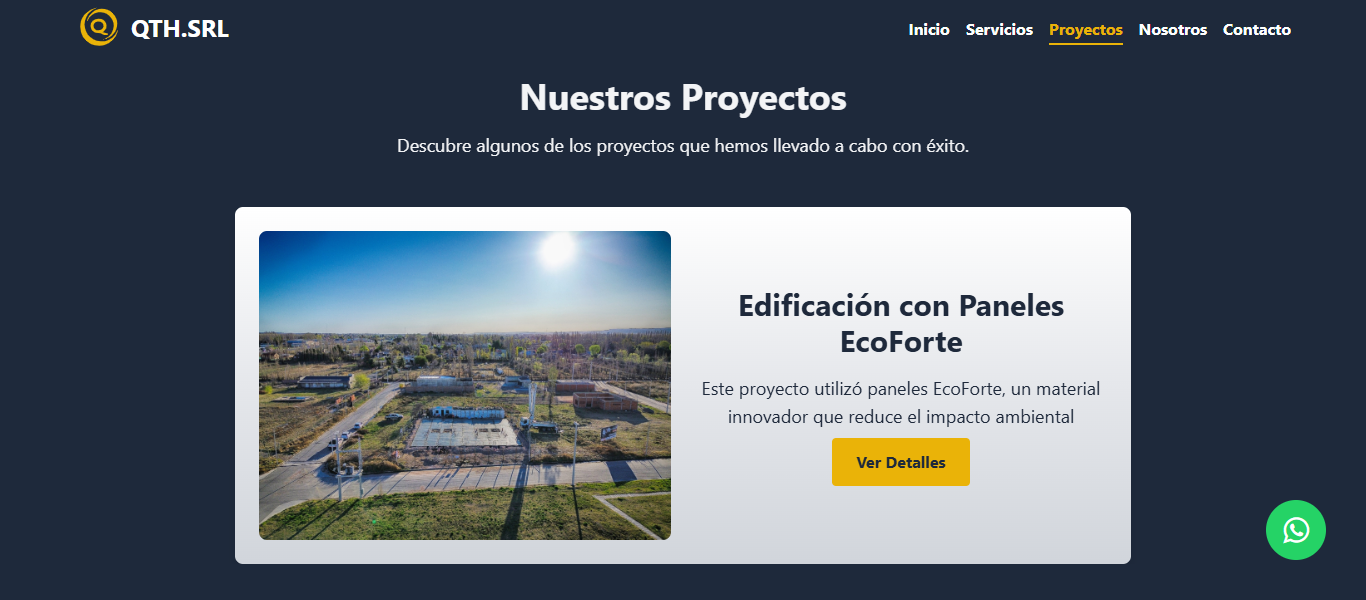 QTH.SRL
Inicio Servicios Proyectos Nosotros Contacto
Nuestros Proyectos
Descubre algunos de los proyectos que hemos llevado a cabo con éxito.
Edificación con Paneles
EcoForte
Este proyecto utilizó paneles EcoForte, un material
innovador que reduce el impacto ambiental
Ver Detalles